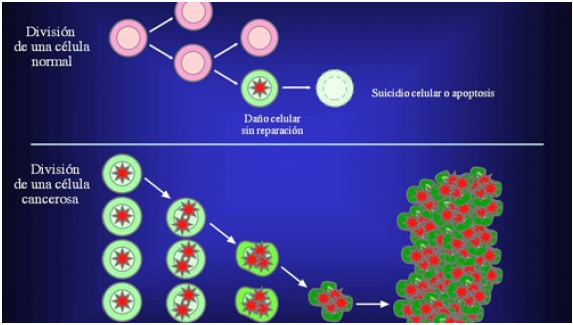 División
de una célula
normal
Suicidio celular o apoptosis
Daño celular
sin reparación
División
de una célula
cancerosa